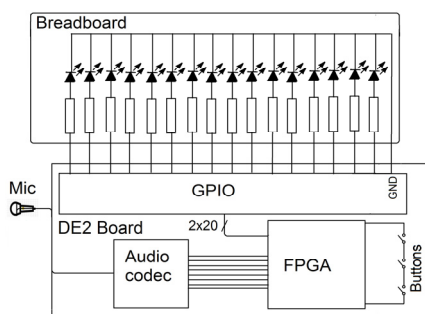 Breadboard
GPIO
GND
Mic
DE2 Board
2x20
Audio
codec
FPGA
Buttons